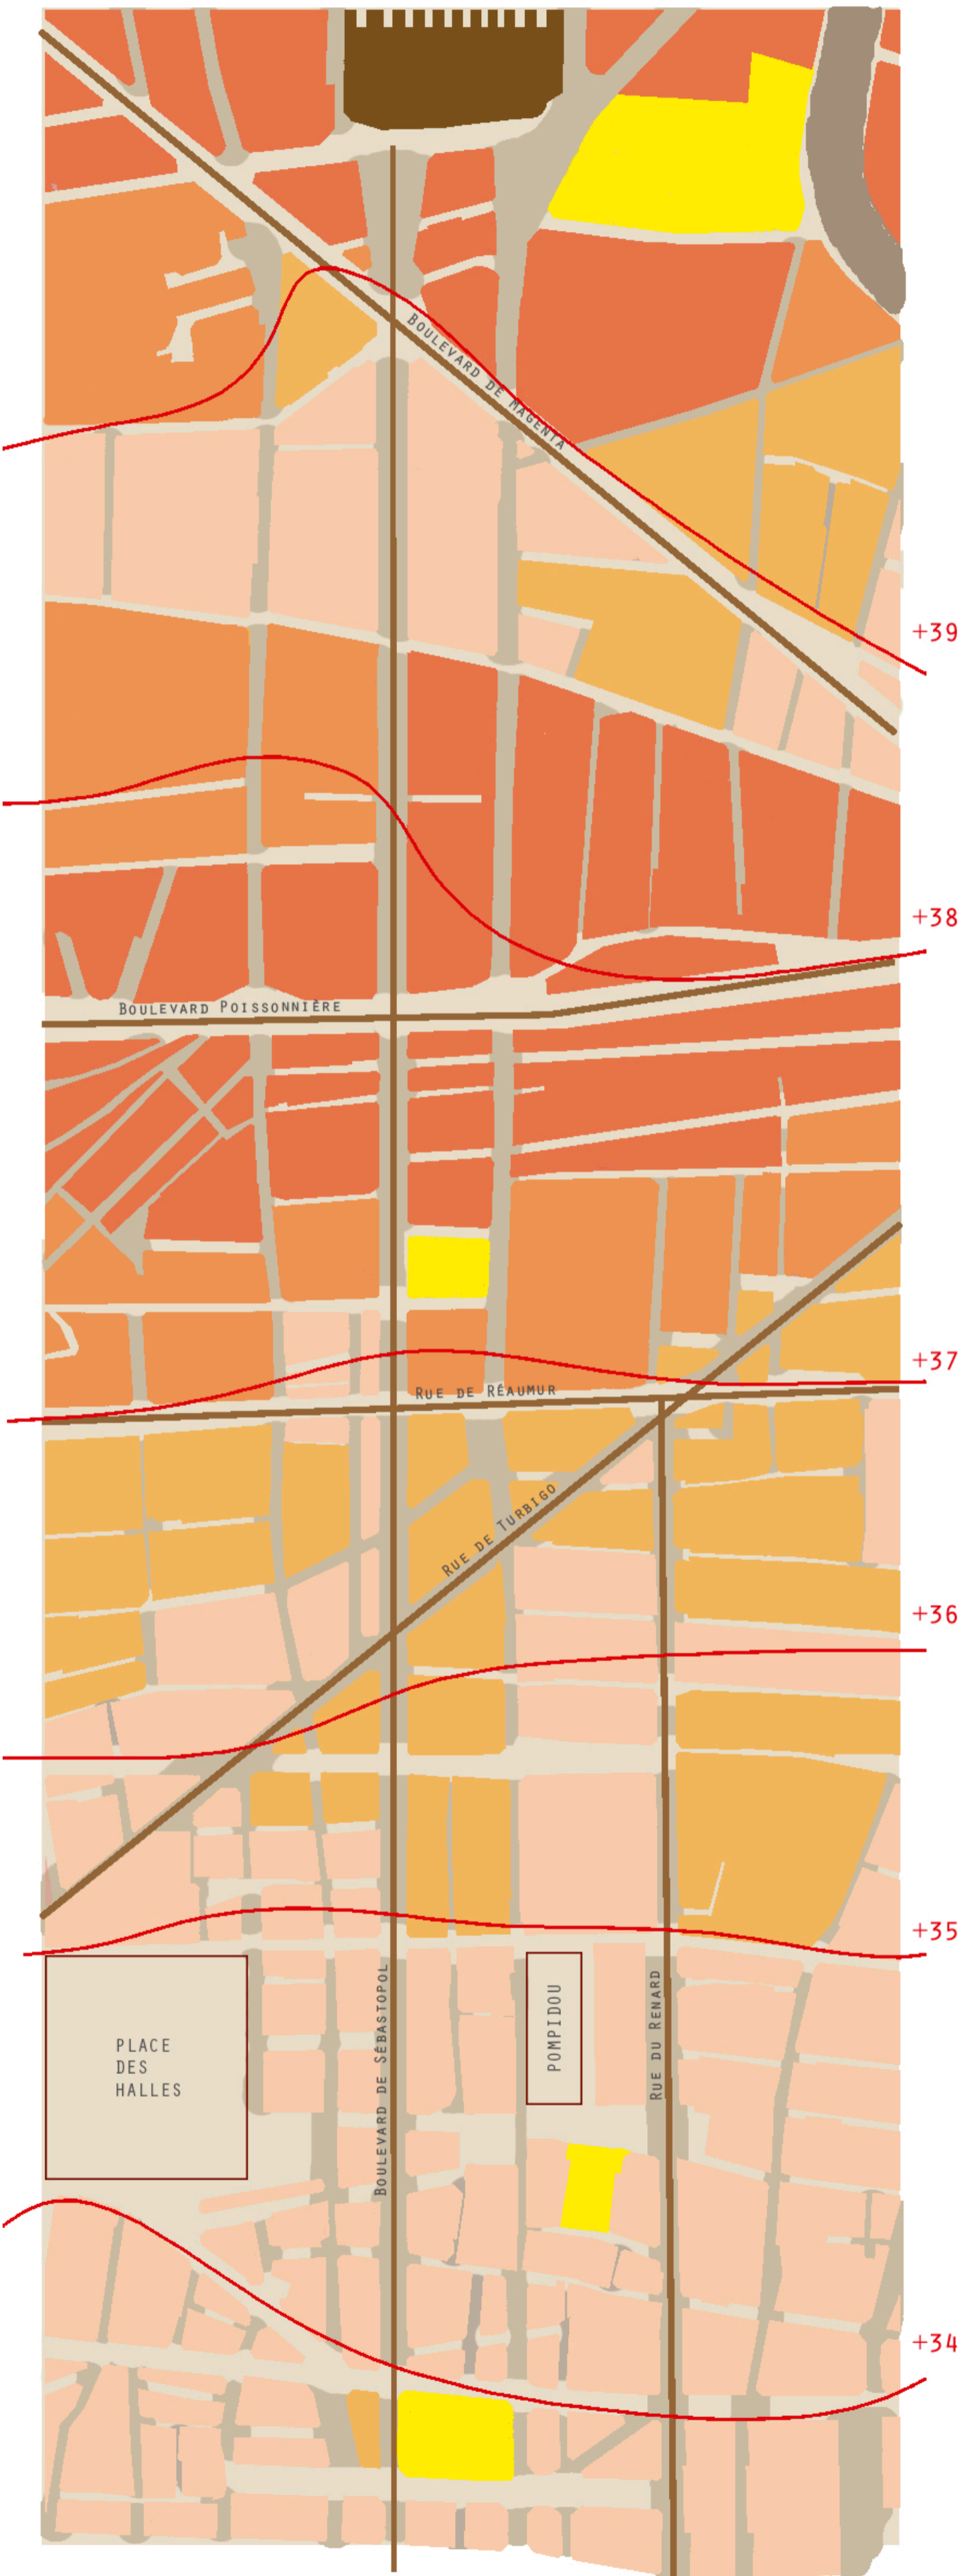 BOULEVARD DE MAGENTA
+39
+38
BOULEVARD POISSONNIÈRE
+37
RUE DE RÉAUMUR
RUE DE TURBIGO
+36
+35
PLACE
DES
HALLES
BOULEVARD DE SÉBASTOPOL
POMPIDOU
RUE DU RENARD
+34